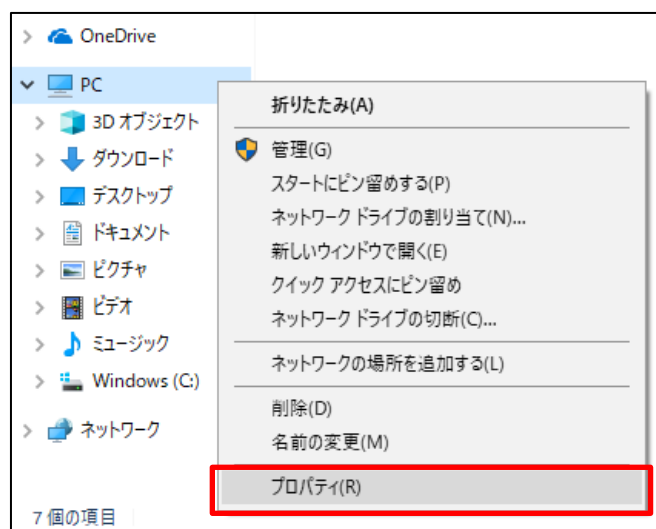 OneDrive
PC
3D オブジェクト
ダウンロード
デスクトップ
ドキュメント
ピクチャ
ビデオ
ミュージック
Windows (C:)
ネットワーク
7 個の項目
折りたたみ(A)
管理(G)
スタートにピン留めする(P)
ネットワーク ドライブの割り当て(N)...
新しいウィンドウで開く(E)
クイック アクセスにピン留め
ネットワーク ドライブの切断(C)...
ネットワークの場所を追加する(L)
削除(D)
名前の変更(M)
プロパティ(R)